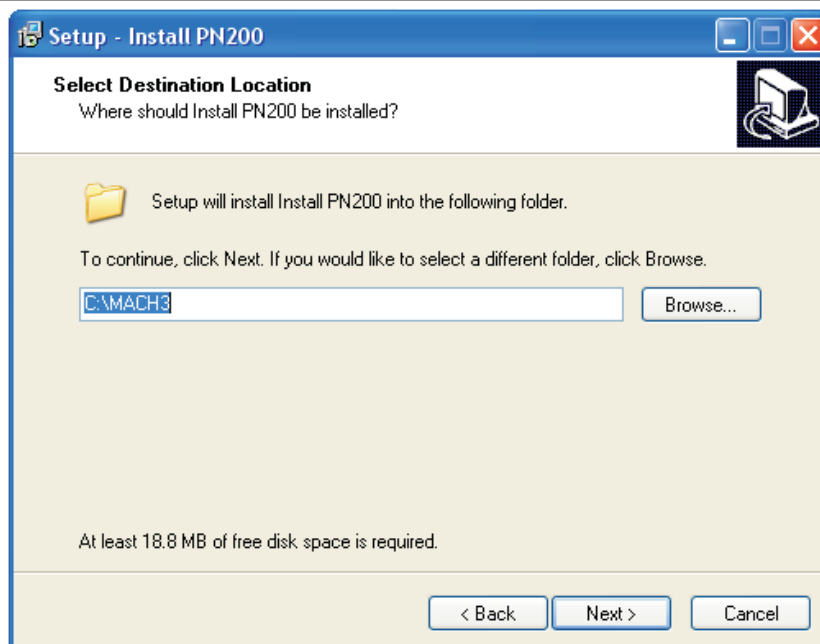 Setup - Install PN200
Select Destination Location
Where should Install PN200 be installed?
Setup will install Install PN200 into the following folder.
To continue, click Next. If you would like to select a different folder, click Browse.
C:\MACH3
Browse...
At least 18.8 MB of free disk space is required.
< Back
Next >
Cancel